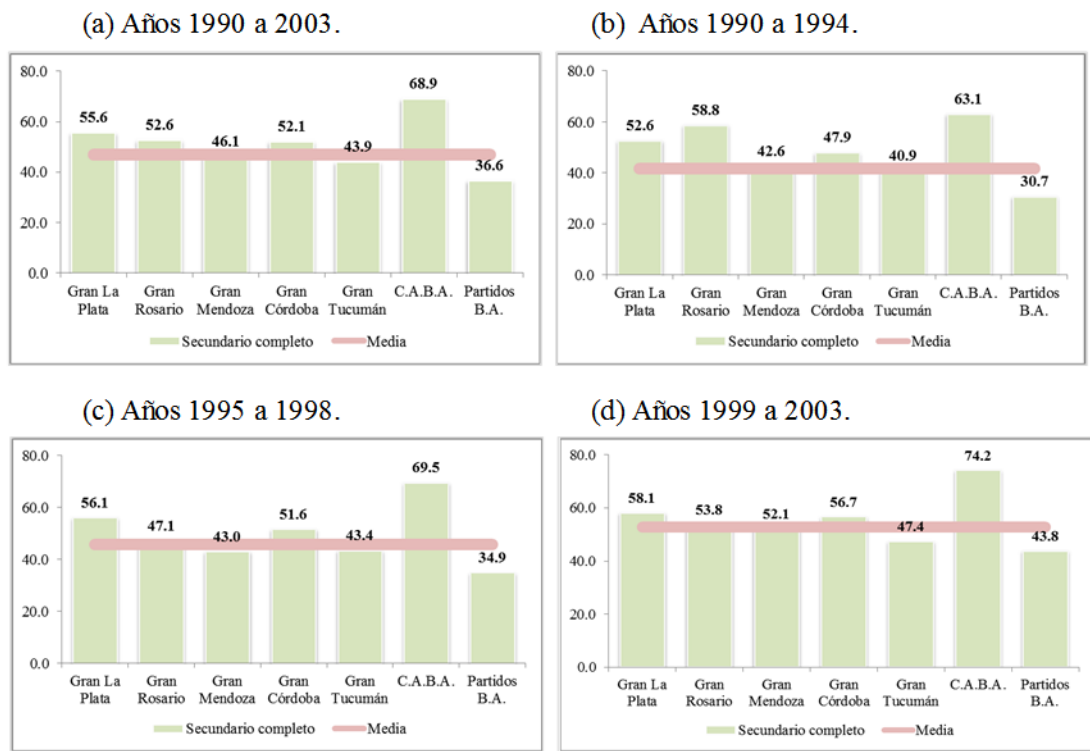 (a) Años 1990 a 2003.
80.0
60.0
40.0
20.0
0.0
55.6
52.6
46.1
52.1
43.9
68.9
36.6
Gran La Plata
Gran Rosario
Gran Mendoza
Gran Córdoba
Gran Tucumán
C.A.B.A.
Partidos B.A.
Secundario completo
Media
(b) Años 1990 a 1994.
80.0
60.0
40.0
20.0
0.0
52.6
58.8
42.6
47.9
40.9
63.1
30.7
Gran La Plata
Gran Rosario
Gran Mendoza
Gran Córdoba
Gran Tucumán
C.A.B.A.
Partidos B.A.
Secundario completo
Media
(c) Años 1995 a 1998.
80.0
60.0
40.0
20.0
0.0
56.1
47.1
43.0
51.6
43.4
69.5
34.9
Gran La Plata
Gran Rosario
Gran Mendoza
Gran Córdoba
Gran Tucumán
C.A.B.A.
Partidos B.A.
Secundario completo
Media
(d) Años 1999 a 2003.
80.0
60.0
40.0
20.0
0.0
58.1
53.8
52.1
56.7
47.4
74.2
43.8
Gran La Plata
Gran Rosario
Gran Mendoza
Gran Córdoba
Gran Tucumán
C.A.B.A.
Partidos B.A.
Secundario completo
Media